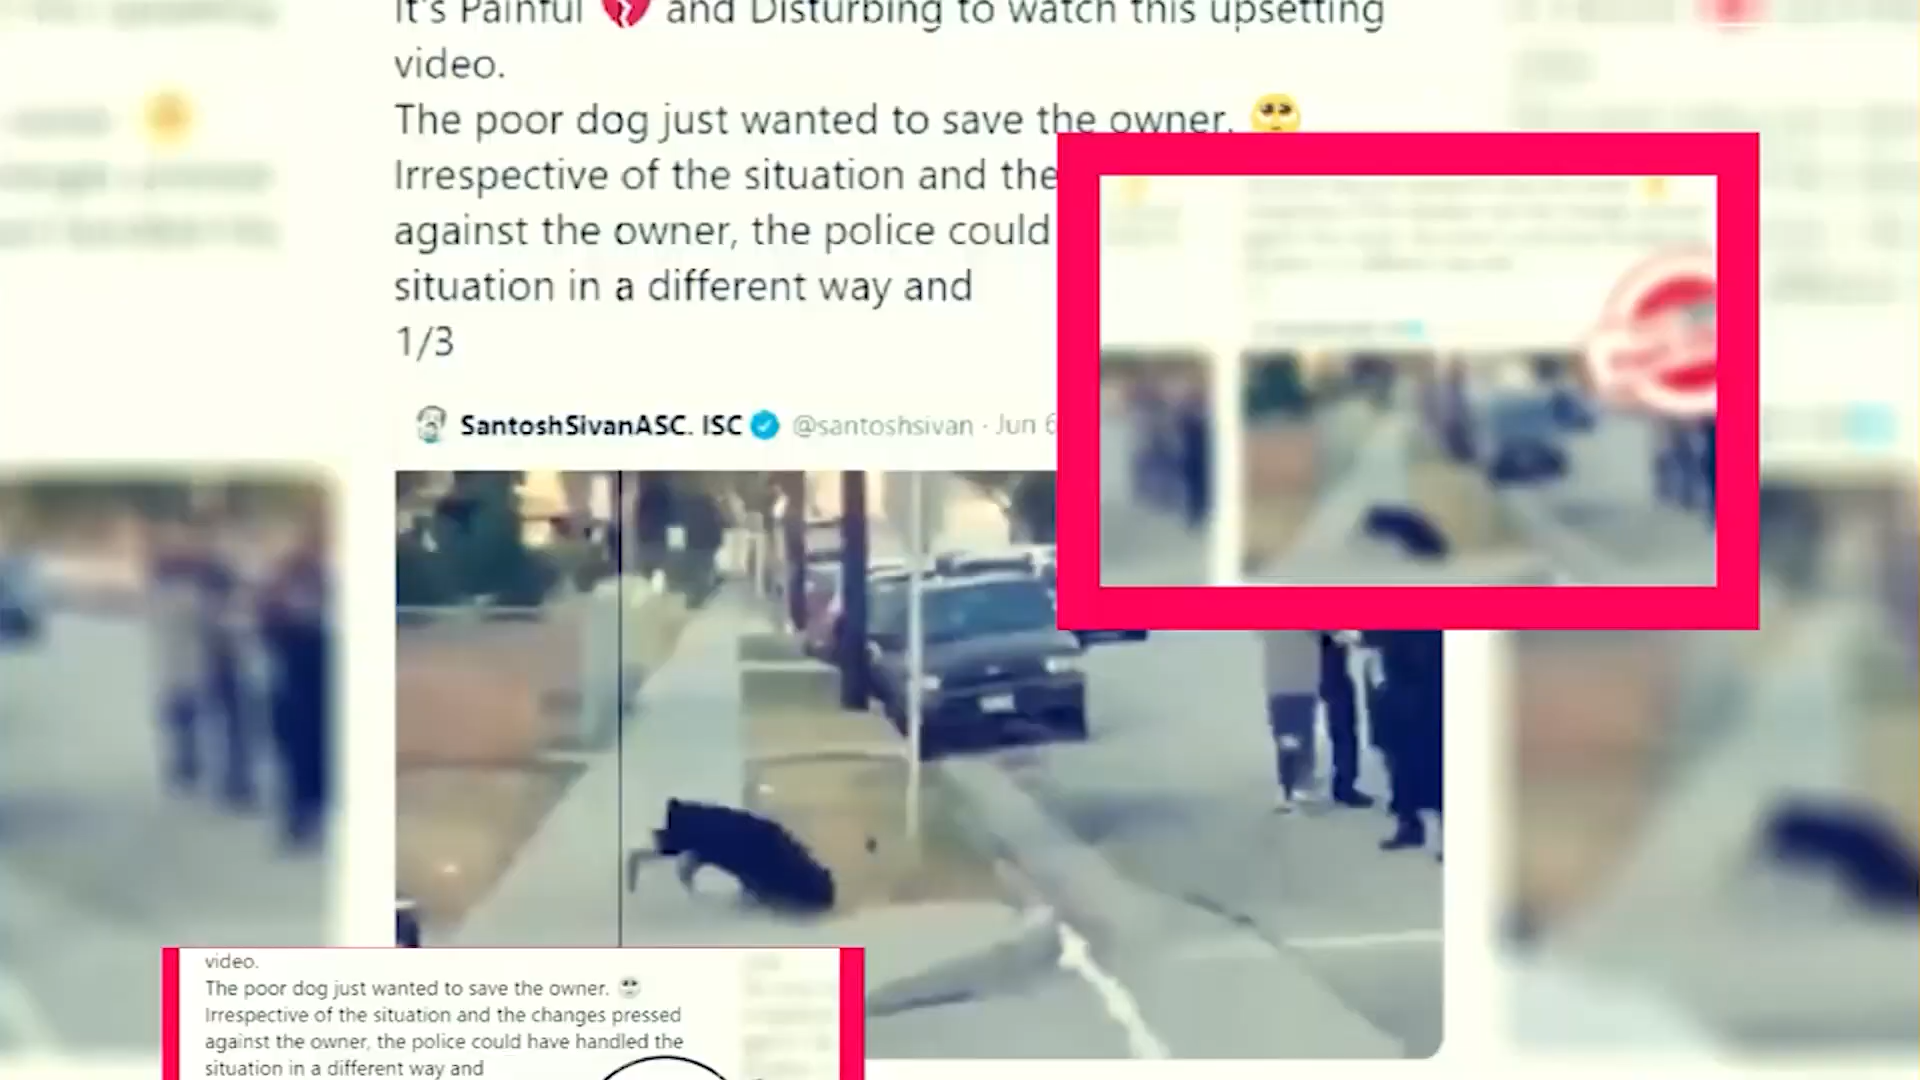 It's Painful 💔 and Disturbing to watch this upsetting
video.
The poor dog just wanted to save the owner. 🥺
Irrespective of the situation and the
against the owner, the police could
situation in a different way and
1/3
SantoshSivanASC. ISC @santoshsivan · Jun 6
video.
The poor dog just wanted to save the owner. 🥺
Irrespective of the situation and the changes pressed
against the owner, the police could have handled the
situation in a different way and